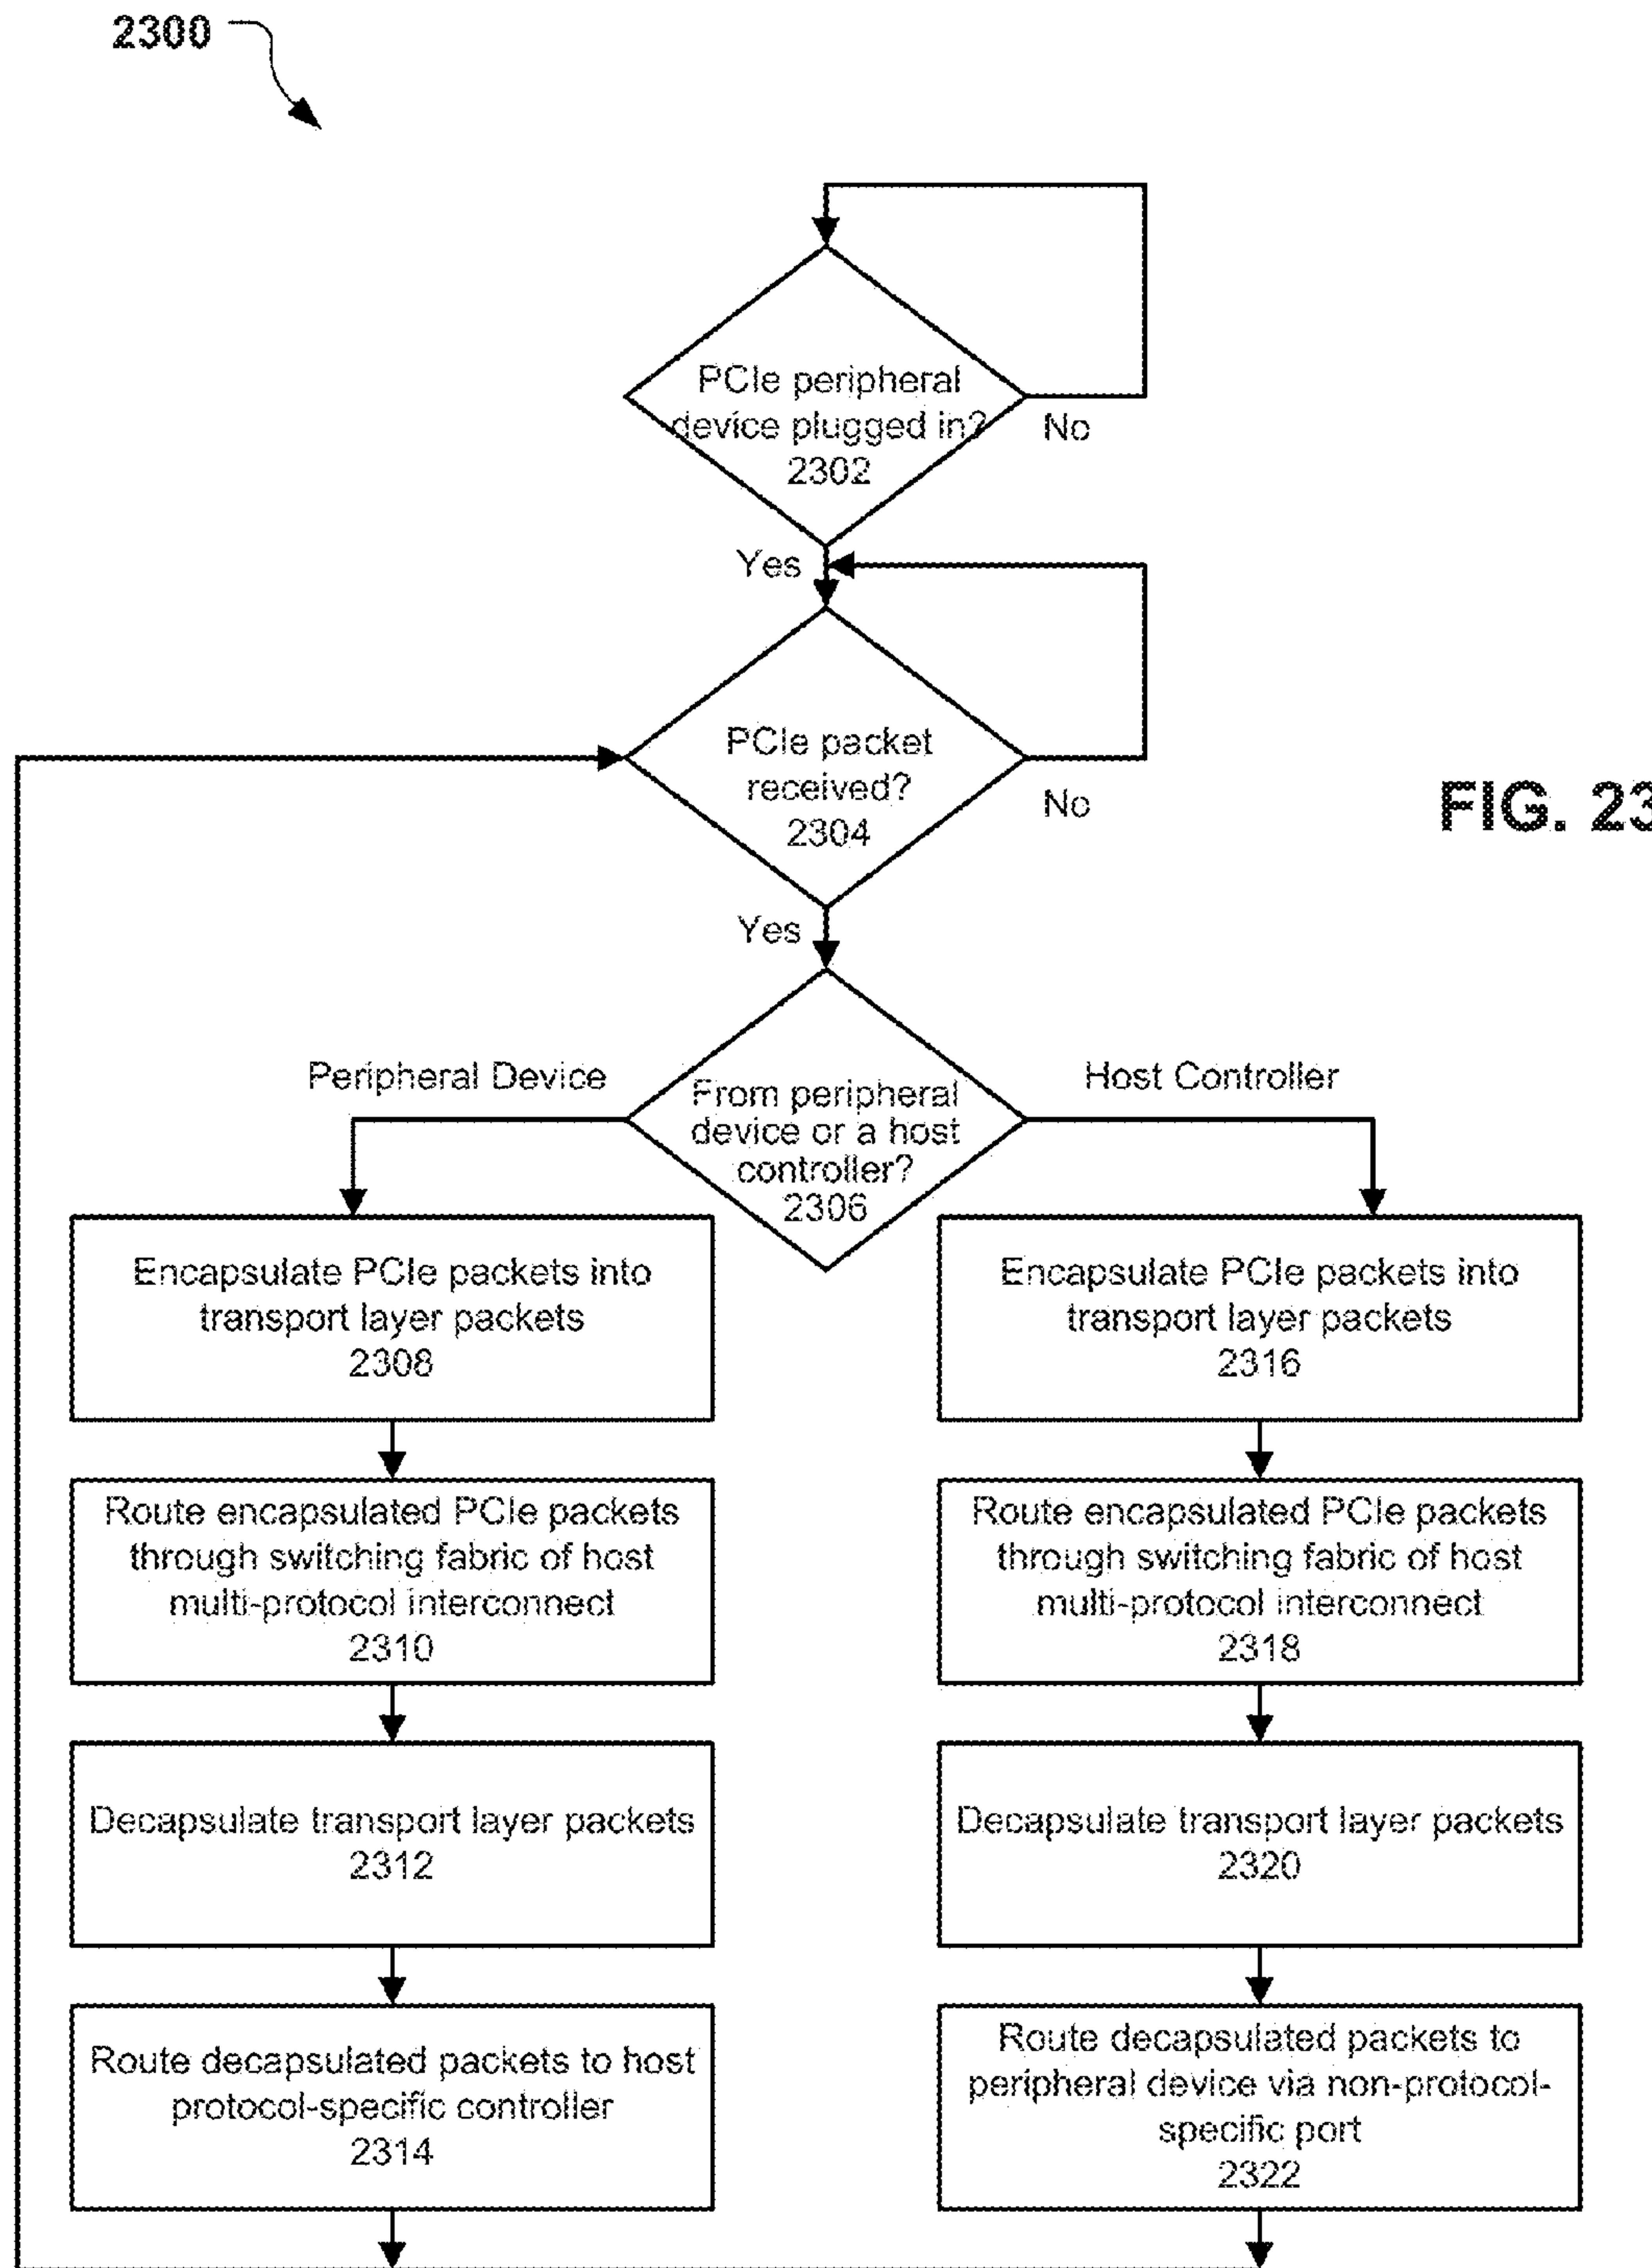 2300
PCIe peripheral
device plugged in?
2302
No
Yes
PCIe packet
received?
2304
No
FIG. 23
Yes
Peripheral Device
Host Controller
From peripheral
device or a host
controller?
2306
Encapsulate PCIe packets into
transport layer packets
2308
Encapsulate PCIe packets into
transport layer packets
2316
Route encapsulated PCIe packets
through switching fabric of host
multi-protocol interconnect
2310
Route encapsulated PCIe packets
through switching fabric of host
multi-protocol interconnect
2318
Decapsulate transport layer packets
2312
Decapsulate transport layer packets
2320
Route decapsulated packets to host
protocol-specific controller
2314
Route decapsulated packets to
peripheral device via non-protocol-
specific port
2322